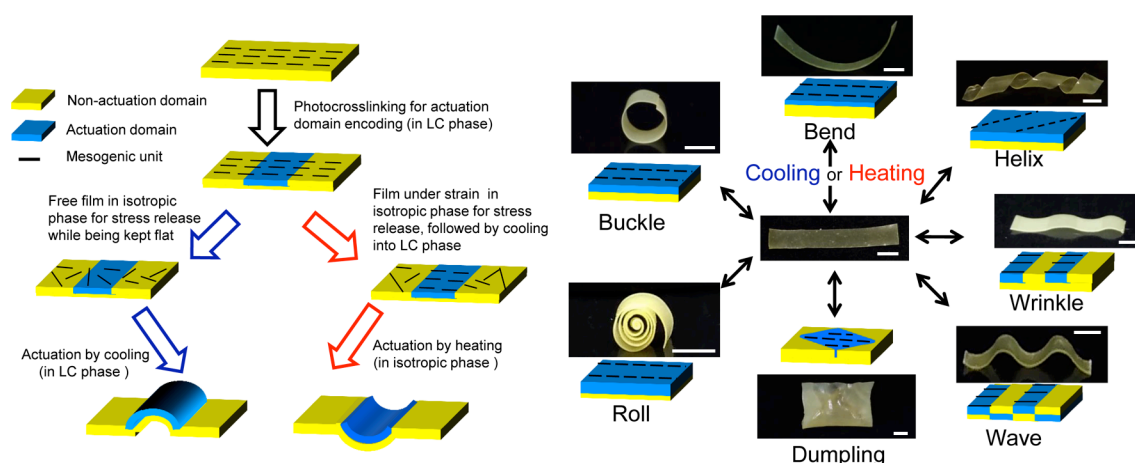 Non-actuation domain
Actuation domain
Mesogenic unit
Photocrosslinking for actuation
domain encoding (in LC phase)
Free film in isotropic
phase for stress release
while being kept flat
Film under strain in
isotropic phase for stress
release, followed by cooling
into LC phase
Actuation by cooling
(in LC phase )
Actuation by heating
(in isotropic phase )
Bend
Helix
Buckle
Cooling or Heating
Wrinkle
Roll
Dumpling
Wave